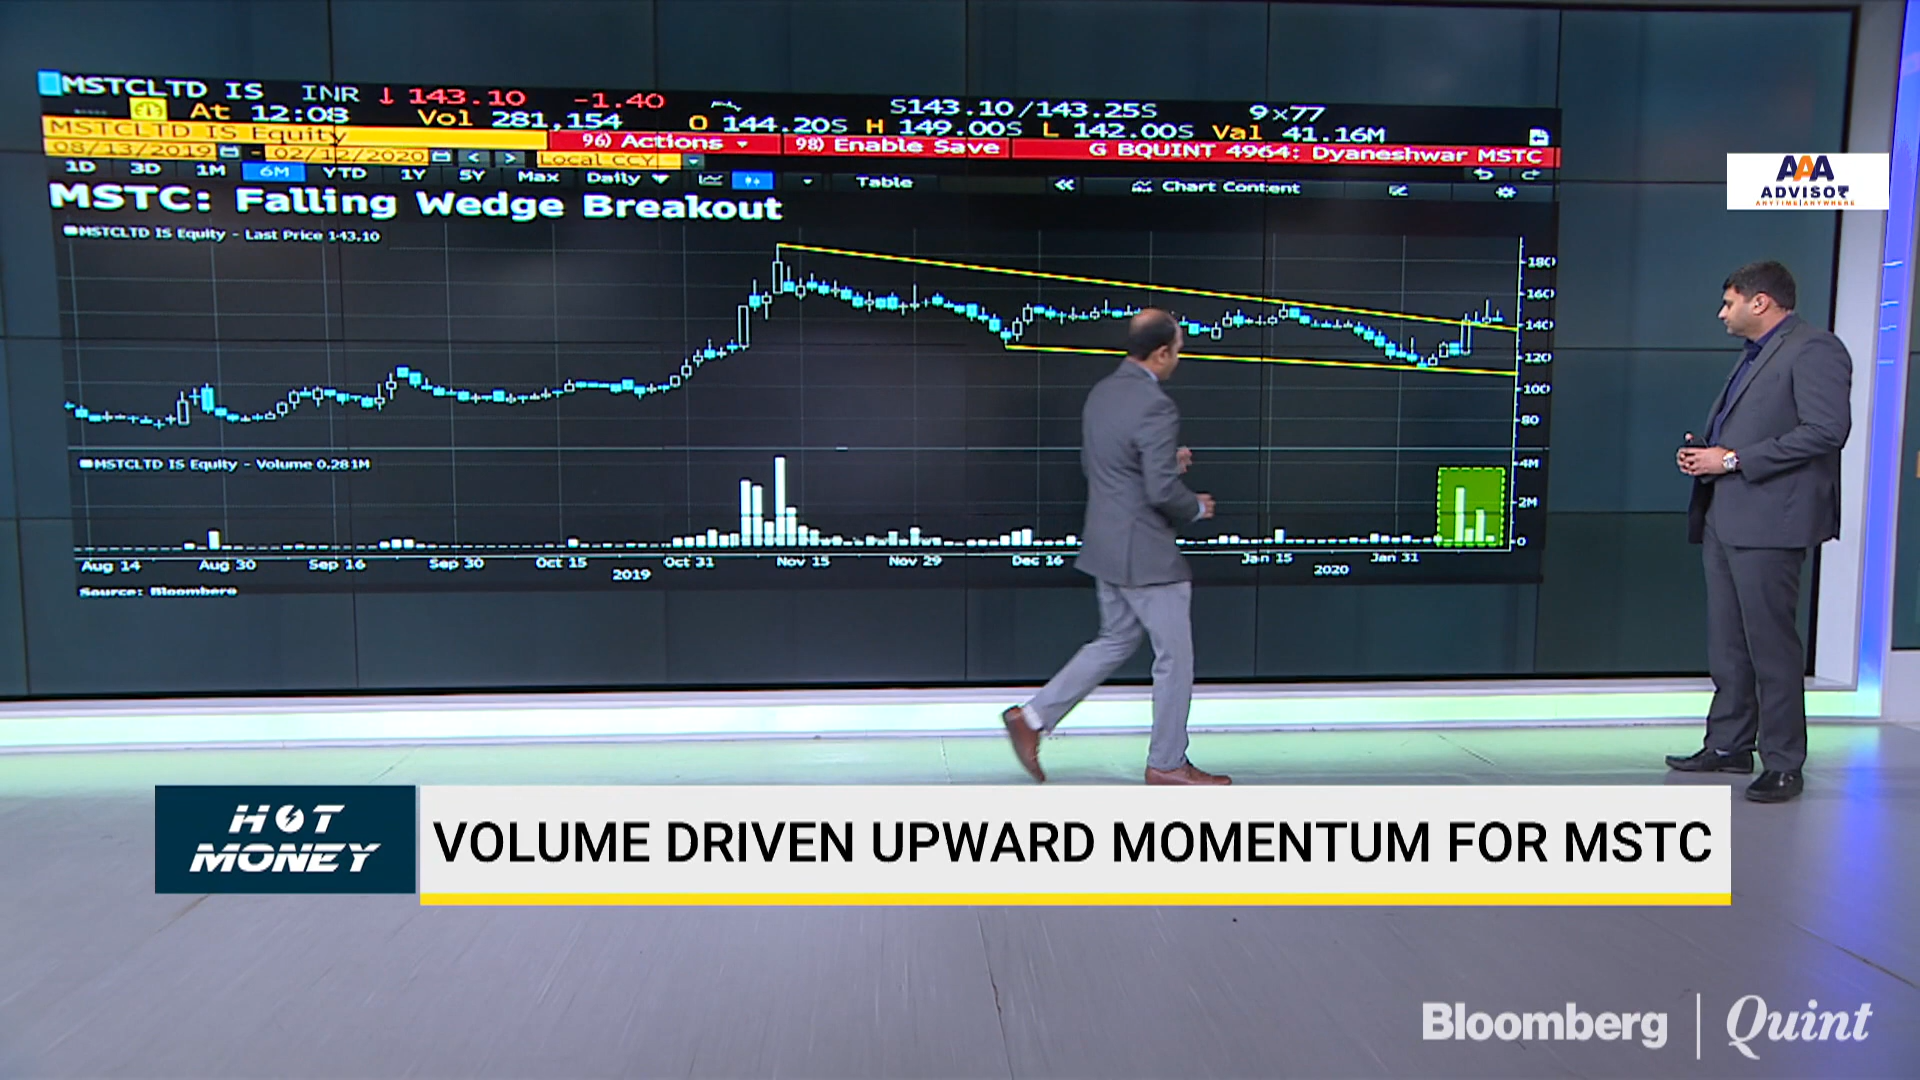 MSTCLTD IS INR ↓ 143.10 -1.40 S143.10/143.25S 9×77
At 12:08 Vol 281,154 O 144.20S H 149.00S L 142.00S Val 41.16M
MSTCLTD IS Equity 96) Actions 98) Enable Save G BQUINT 4964: Dyaneshwar MSTC
08/13/2019 - 02/12/2020 < > Local CCY
1D 3D 1M 6M YTD 1Y 5Y Max Daily Table « Chart Content
MSTC: Falling Wedge Breakout
MSTCLTD IS Equity - Last Price 143.10
180
160
140
120
100
80
MSTCLTD IS Equity - Volume 0.281M
4M
2M
0
Aug 14 Aug 30 Sep 16 Sep 30 Oct 15 Oct 31 Nov 15 Nov 29 Dec 16 Jan 15 Jan 31
2019 2020
Source: Bloomberg
AAA
ADVISO₹
ANYTIME|ANYWHERE
HOT
MONEY
VOLUME DRIVEN UPWARD MOMENTUM FOR MSTC
Bloomberg | Quint